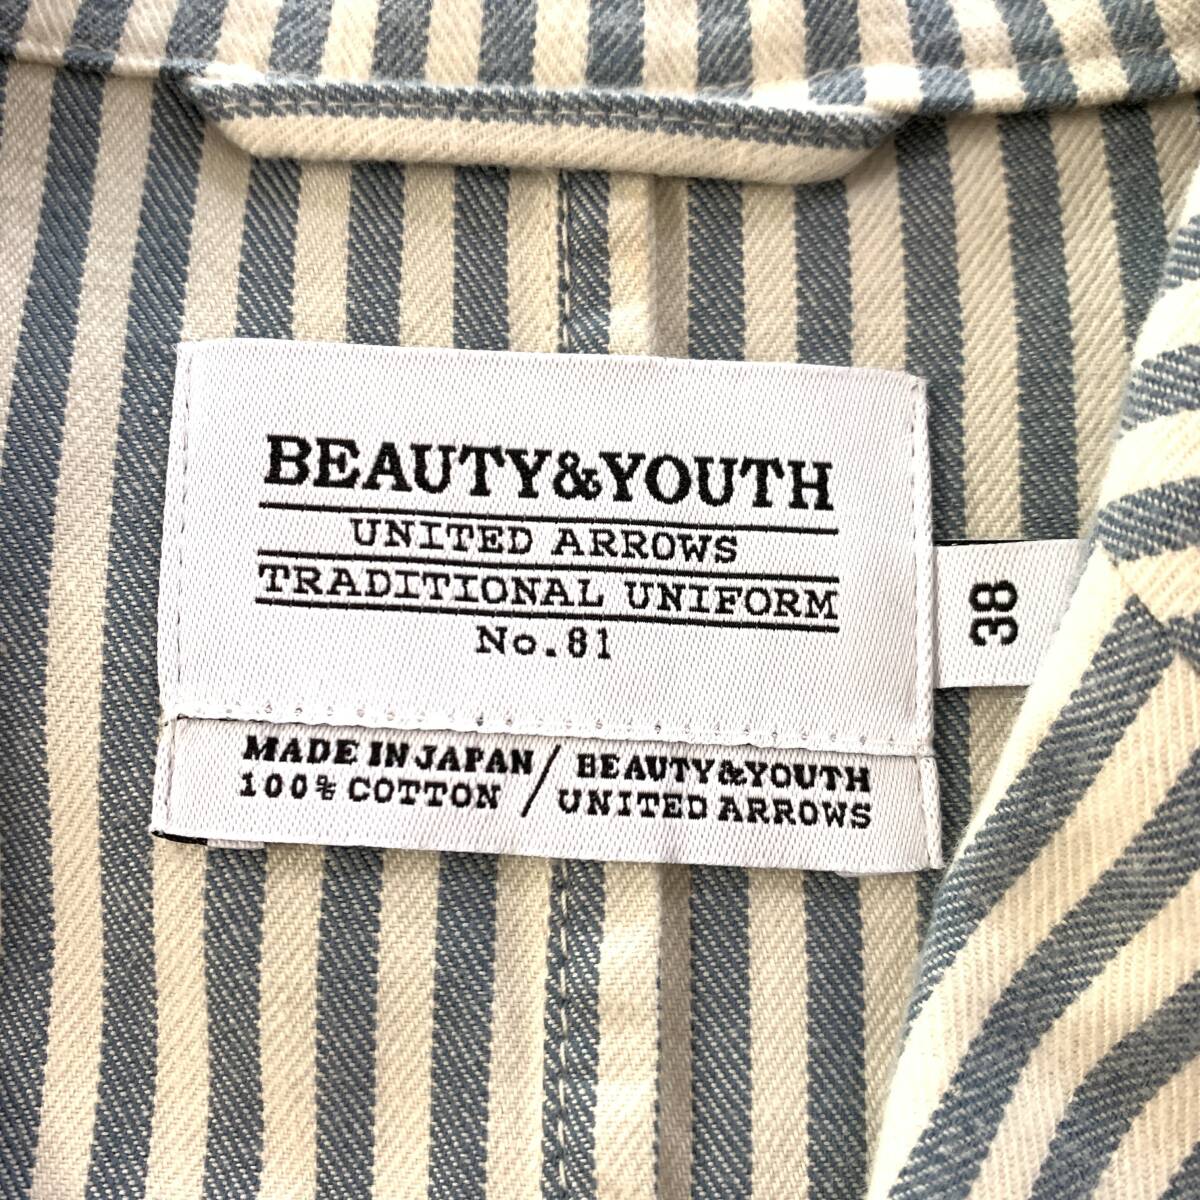 BEAUTY&YOUTH
UNITED ARROWS
TRADITIONAL UNIFORM
No.81
38
MADE IN JAPAN / BEAUTY&YOUTH
100% COTTON / UNITED ARROWS